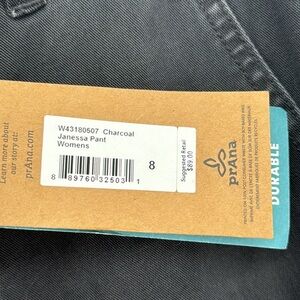 W43180507 Charcoal
Janessa Pant
Womens
8
8 89760 32503 1
Suggested Retail
$89.00
prAna
DURABLE
Learn more about
our story at:
prAna.com